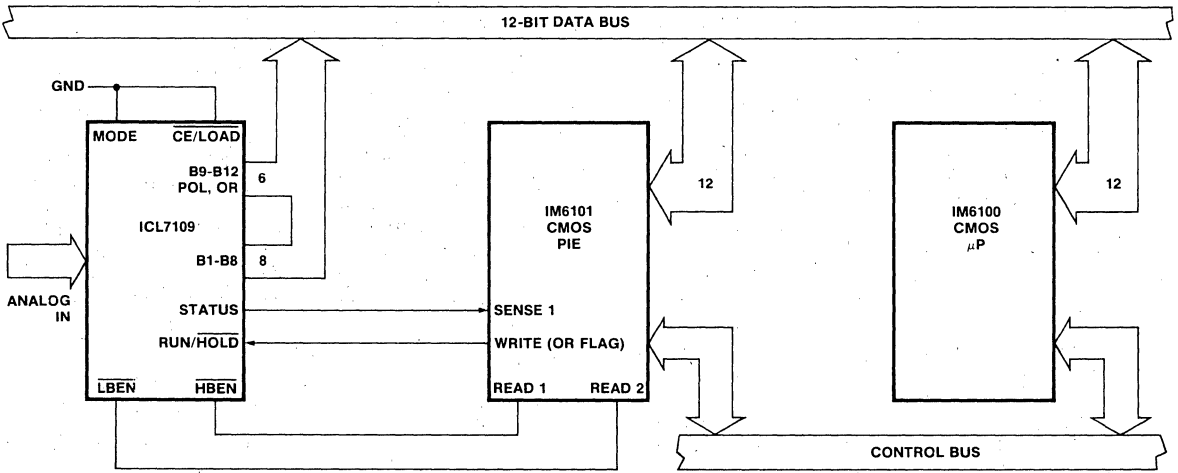 12-BIT DATA BUS
GND
MODE
CE/LOAD
B9-B12
POL, OR
6
ICL7109
B1-B8
8
ANALOG
IN
STATUS
RUN/HOLD
LBEN
HBEN
IM6101
CMOS
PIE
12
SENSE 1
WRITE (OR FLAG)
READ 1
READ 2
IM6100
CMOS
μP
12
CONTROL BUS